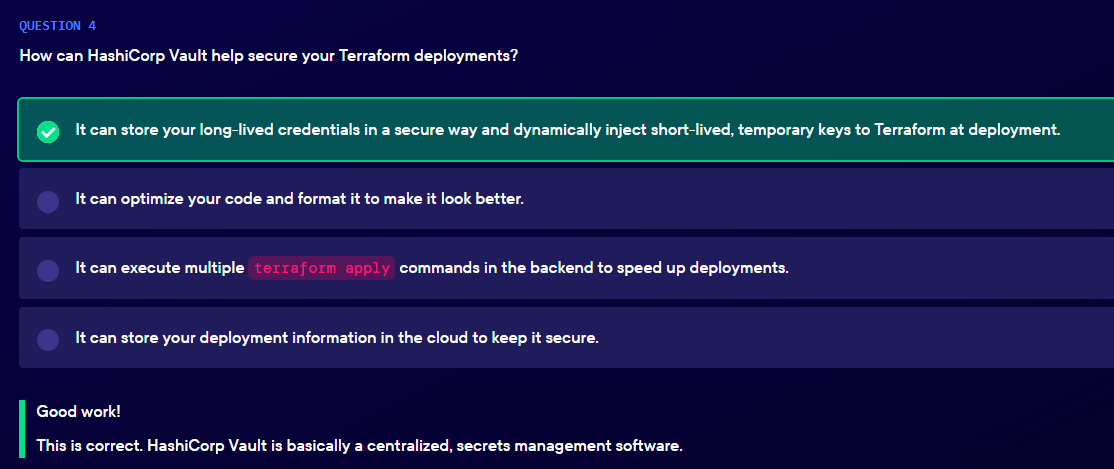 QUESTION 4
How can HashiCorp Vault help secure your Terraform deployments?
It can store your long-lived credentials in a secure way and dynamically inject short-lived, temporary keys to Terraform at deployment.
It can optimize your code and format it to make it look better.
It can execute multiple terraform apply commands in the backend to speed up deployments.
It can store your deployment information in the cloud to keep it secure.
Good work!
This is correct. HashiCorp Vault is basically a centralized, secrets management software.